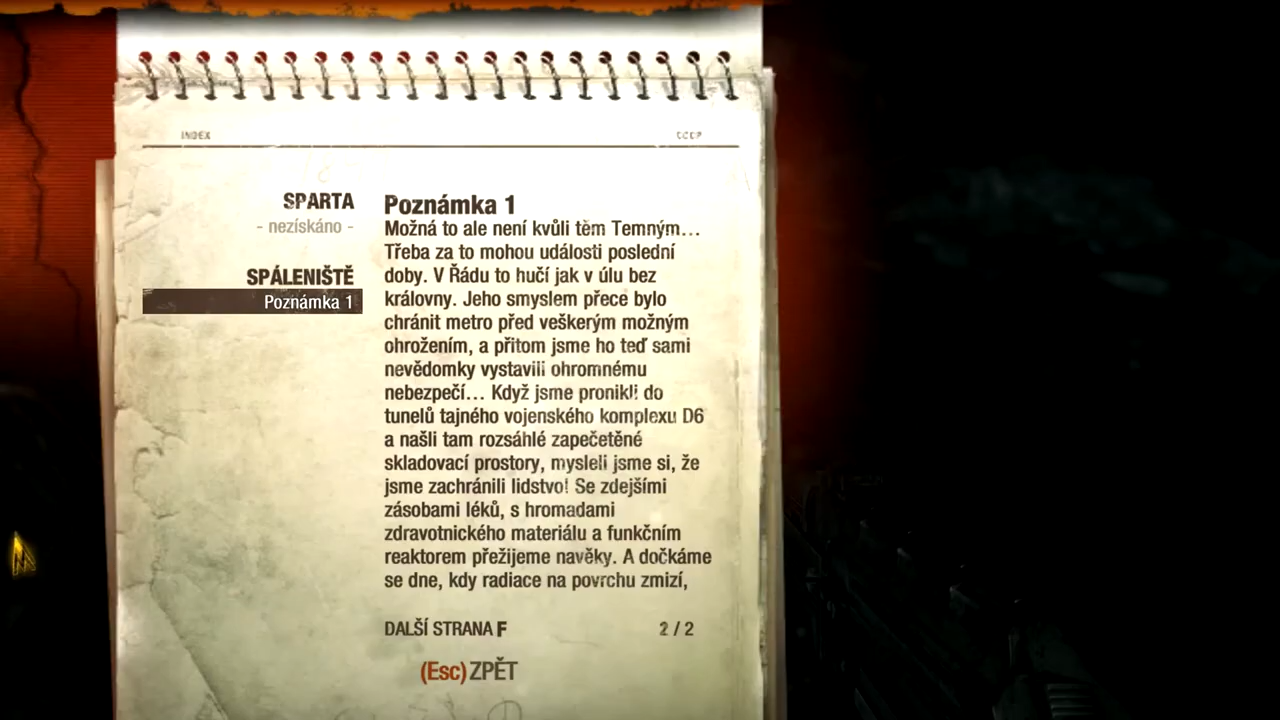 INDEX
CCCP
SPARTA
- nezískáno -
SPÁLENIŠTĚ
Poznámka 1
Poznámka 1
Možná to ale není kvůli těm Temným...
Třeba za to mohou události poslední
doby. V Řádu to hučí jak v úlu bez
královny. Jeho smyslem přece bylo
chránit metro před veškerým možným
ohrožením, a přitom jsme ho teď sami
nevědomky vystavili ohromnému
nebezpečí... Když jsme pronikli do
tunelů tajného vojenského komplexu D6
a našli tam rozsáhlé zapečetěné
skladovací prostory, mysleli jsme si, že
jsme zachránili lidstvo! Se zdejšími
zásobami léků, s hromadami
zdravotnického materiálu a funkčním
reaktorem přežijeme navěky. A dočkáme
se dne, kdy radiace na povrchu zmizí,
DALŠÍ STRANA F
2 / 2
(Esc) ZPĚT